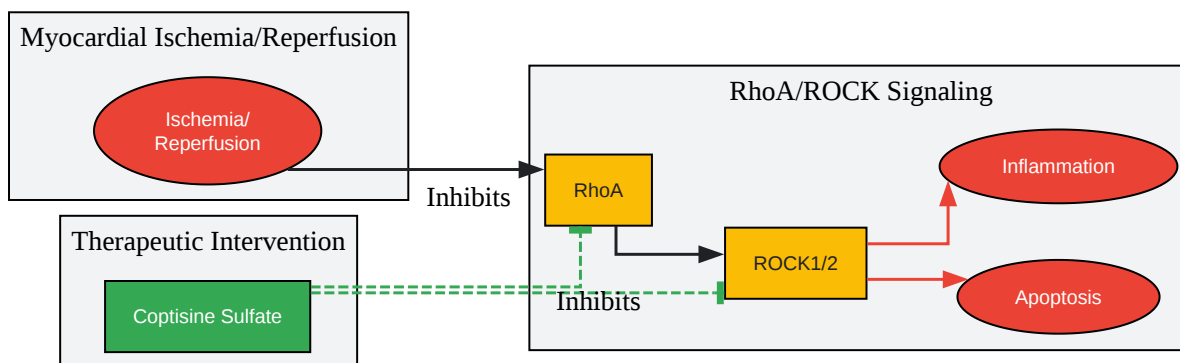 Myocardial Ischemia/Reperfusion
Ischemia/
Reperfusion
Inhibits
Therapeutic Intervention
Coptisine Sulfate
Inhibits
RhoA/ROCK Signaling
RhoA
ROCK1/2
Inflammation
Apoptosis